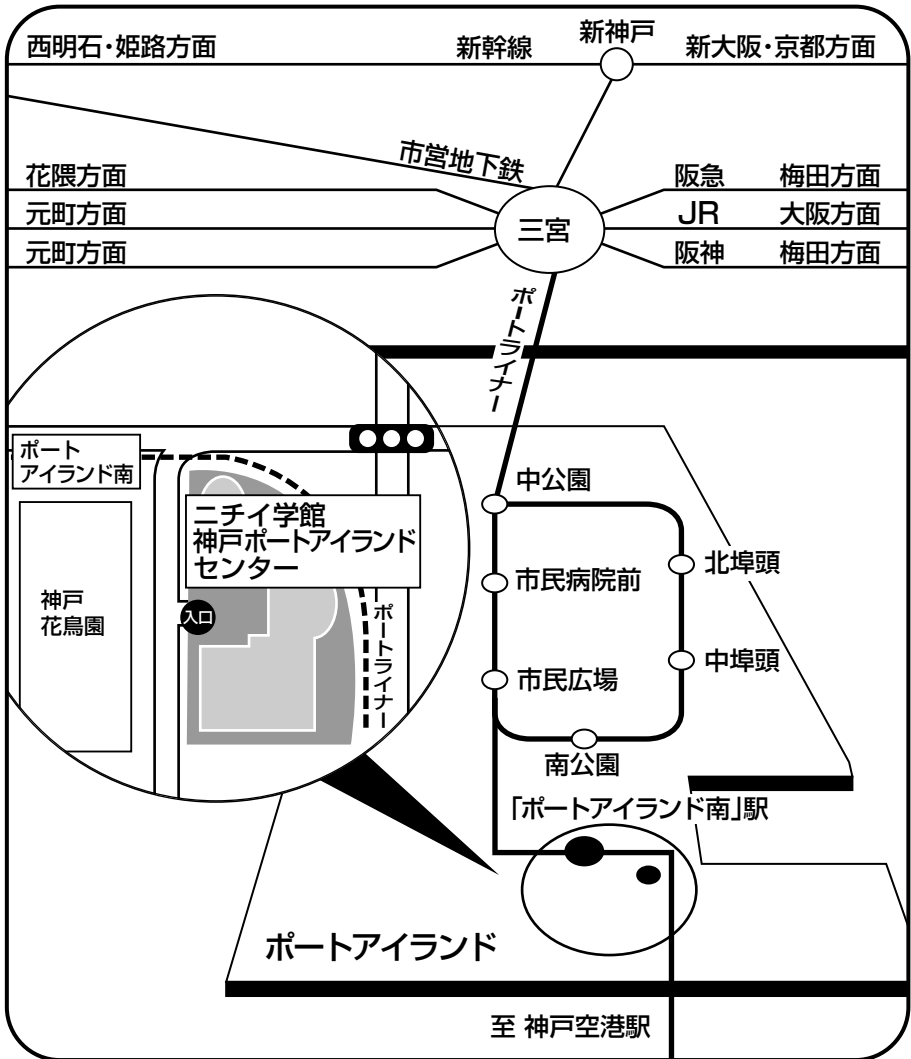 新神戸
西明石・姫路方面
新幹線
新大阪・京都方面
市営地下鉄
花隈方面
阪急
梅田方面
元町方面
三宮
JR
大阪方面
元町方面
阪神
梅田方面
ポートライナー
ポート
アイランド南
ニチイ学館
神戸ポートアイランド
センター
神戸
花鳥園
入口
ポートライナー
中公園
市民病院前
北埠頭
市民広場
中埠頭
南公園
「ポートアイランド南」駅
ポートアイランド
至 神戸空港駅